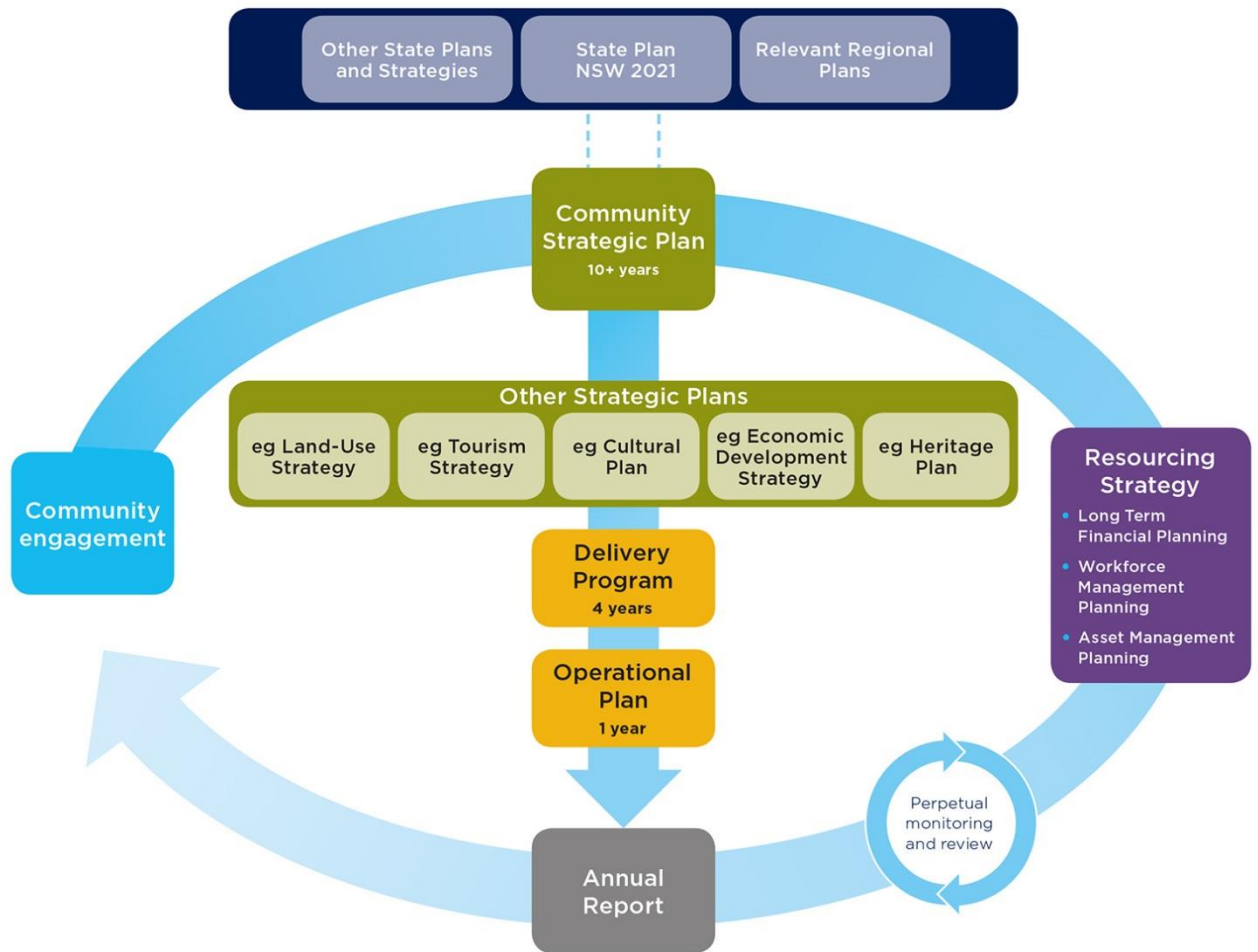 Other State Plans
and Strategies
State Plan
NSW 2021
Relevant Regional
Plans
Community
Strategic Plan
10+ years
Other Strategic Plans
eg Land-Use
Strategy
eg Tourism
Strategy
eg Cultural
Plan
eg Economic
Development
Strategy
eg Heritage
Plan
Community
engagement
Resourcing
Strategy
• Long Term
Financial Planning
• Workforce
Management
Planning
• Asset Management
Planning
Delivery
Program
4 years
Operational
Plan
1 year
Perpetual
monitoring
and review
Annual
Report